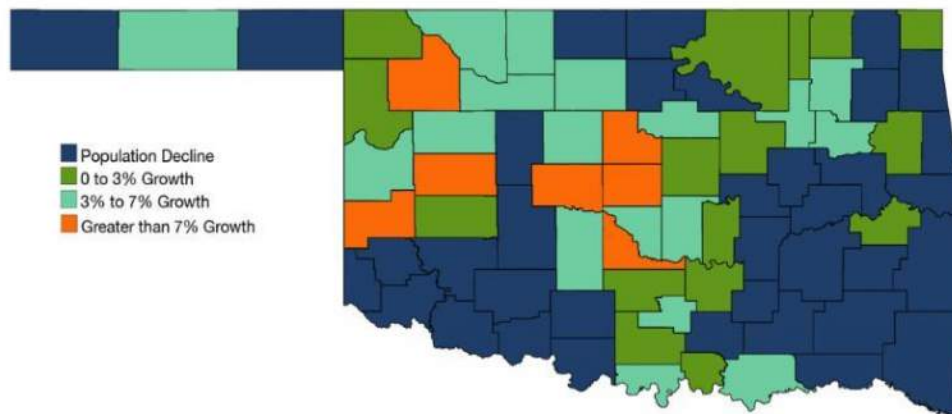 Population Decline
0 to 3% Growth
3% to 7% Growth
Greater than 7% Growth